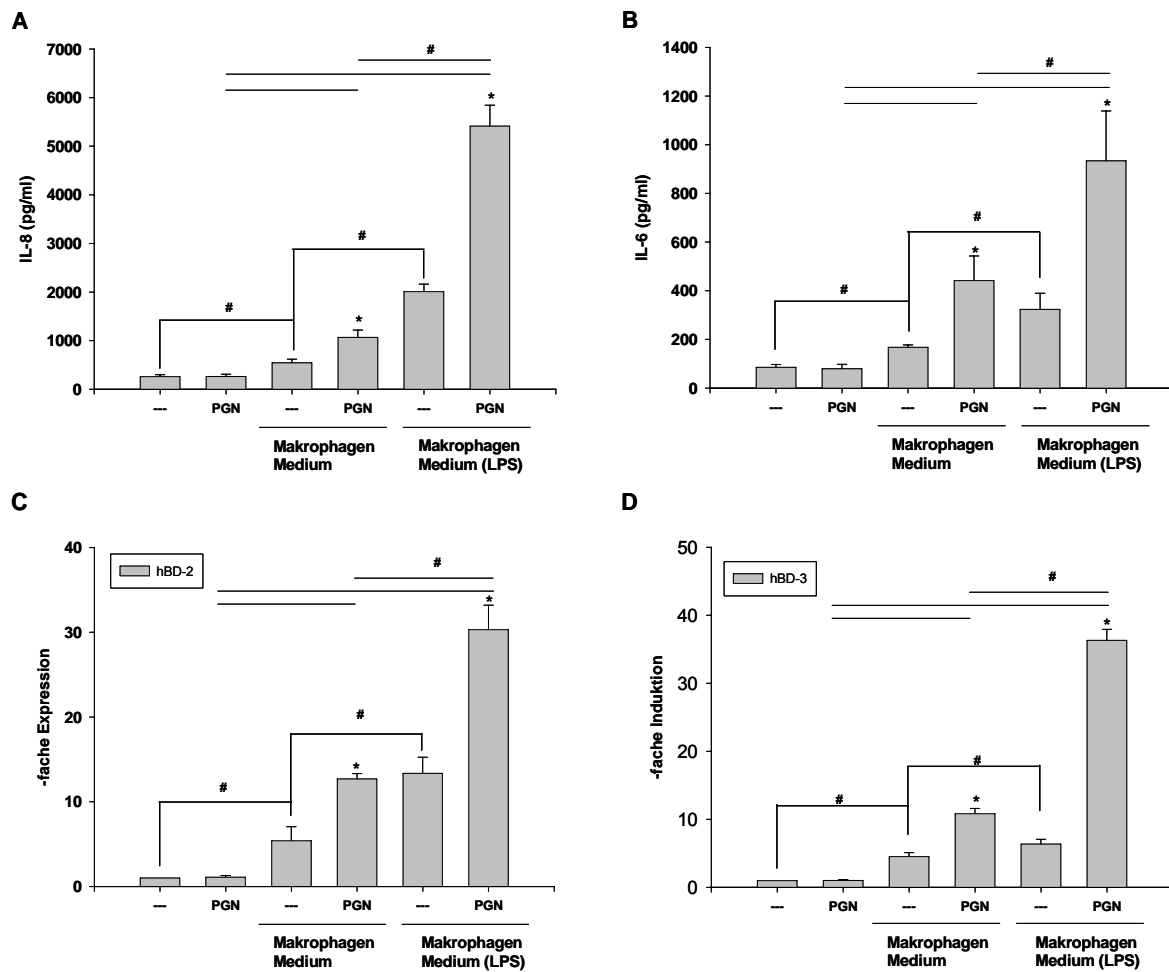 A
7000
6000
5000
4000
3000
2000
1000
0
IL-8 (pg/ml)
#
*
#
#
*
--- PGN --- PGN --- PGN
Makrophagen
Medium
Makrophagen
Medium (LPS)
B
1400
1200
1000
800
600
400
200
0
IL-6 (pg/ml)
#
*
#
*
#
--- PGN --- PGN --- PGN
Makrophagen
Medium
Makrophagen
Medium (LPS)
C
40
30
20
10
0
-fache Expression
hBD-2
#
*
#
*
#
--- PGN --- PGN --- PGN
Makrophagen
Medium
Makrophagen
Medium (LPS)
D
50
40
30
20
10
0
-fache Induktion
hBD-3
#
*
#
*
#
--- PGN --- PGN --- PGN
Makrophagen
Medium
Makrophagen
Medium (LPS)